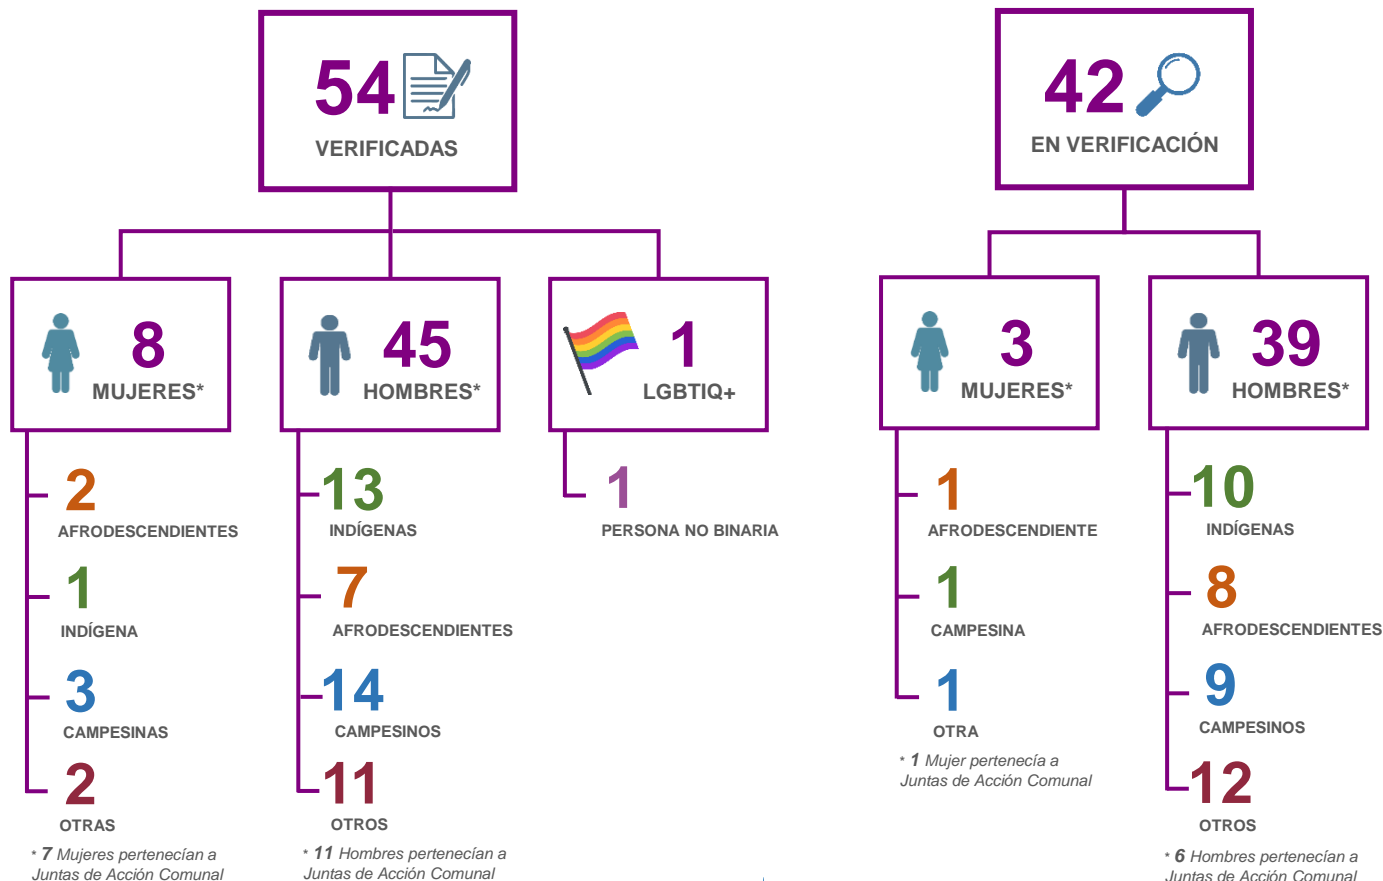 54
VERIFICADAS
8
MUJERES*
45
HOMBRES*
1
LGBTIQ+
2
AFRODESCENDIENTES
1
INDÍGENA
3
CAMPESINAS
2
OTRAS
* 7 Mujeres pertenecían a
Juntas de Acción Comunal
13
INDÍGENAS
7
AFRODESCENDIENTES
14
CAMPESINOS
11
OTROS
* 11 Hombres pertenecían a
Juntas de Acción Comunal
1
PERSONA NO BINARIA
42
EN VERIFICACIÓN
3
MUJERES*
39
HOMBRES*
1
AFRODESCENDIENTE
1
CAMPESINA
1
OTRA
* 1 Mujer pertenecía a
Juntas de Acción Comunal
10
INDÍGENAS
8
AFRODESCENDIENTES
9
CAMPESINOS
12
OTROS
* 6 Hombres pertenecían a
Juntas de Acción Comunal